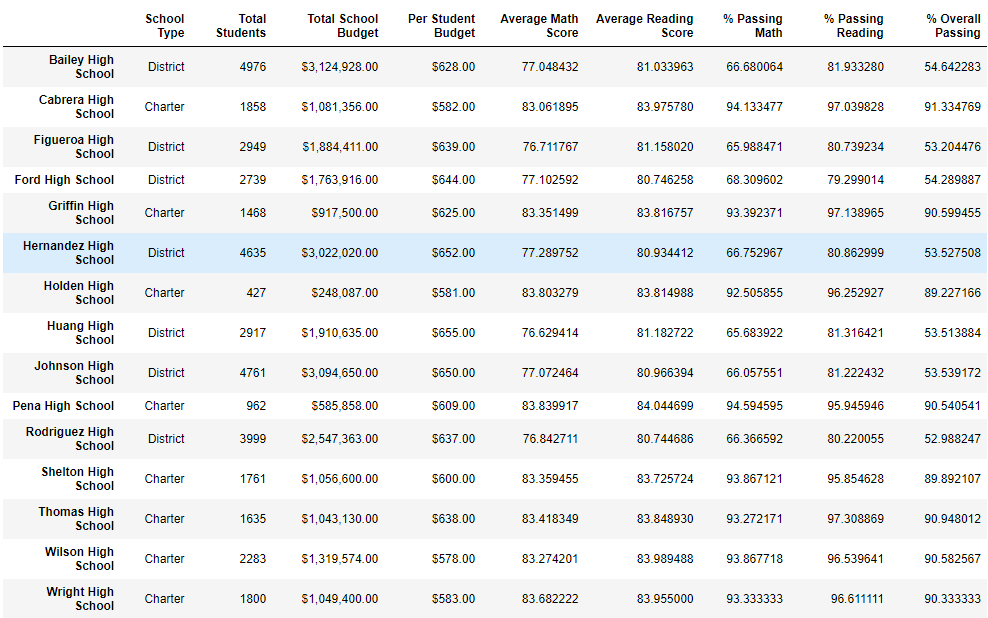 School Type Total Students Total School Budget Per Student Budget Average Math Score Average Reading Score % Passing Math % Passing Reading % Overall Passing
Bailey High School District 4976 $3,124,928.00 $628.00 77.048432 81.033963 66.680064 81.933280 54.642283
Cabrera High School Charter 1858 $1,081,356.00 $582.00 83.061895 83.975780 94.133477 97.039828 91.334769
Figueroa High School District 2949 $1,884,411.00 $639.00 76.711767 81.158020 65.988471 80.739234 53.204476
Ford High School District 2739 $1,763,916.00 $644.00 77.102592 80.746258 68.309602 79.299014 54.289887
Griffin High School Charter 1468 $917,500.00 $625.00 83.351499 83.816757 93.392371 97.138965 90.599455
Hernandez High School District 4635 $3,022,020.00 $652.00 77.289752 80.934412 66.752967 80.862999 53.527508
Holden High School Charter 427 $248,087.00 $581.00 83.803279 83.814988 92.505855 96.252927 89.227166
Huang High School District 2917 $1,910,635.00 $655.00 76.629414 81.182722 65.683922 81.316421 53.513884
Johnson High School District 4761 $3,094,650.00 $650.00 77.072464 80.966394 66.057551 81.222432 53.539172
Pena High School Charter 962 $585,858.00 $609.00 83.839917 84.044699 94.594595 95.945946 90.540541
Rodriguez High School District 3999 $2,547,363.00 $637.00 76.842711 80.744686 66.366592 80.220055 52.988247
Shelton High School Charter 1761 $1,056,600.00 $600.00 83.359455 83.725724 93.867121 95.854628 89.892107
Thomas High School Charter 1635 $1,043,130.00 $638.00 83.418349 83.848930 93.272171 97.308869 90.948012
Wilson High School Charter 2283 $1,319,574.00 $578.00 83.274201 83.989488 93.867718 96.539641 90.582567
Wright High School Charter 1800 $1,049,400.00 $583.00 83.682222 83.955000 93.333333 96.611111 90.333333